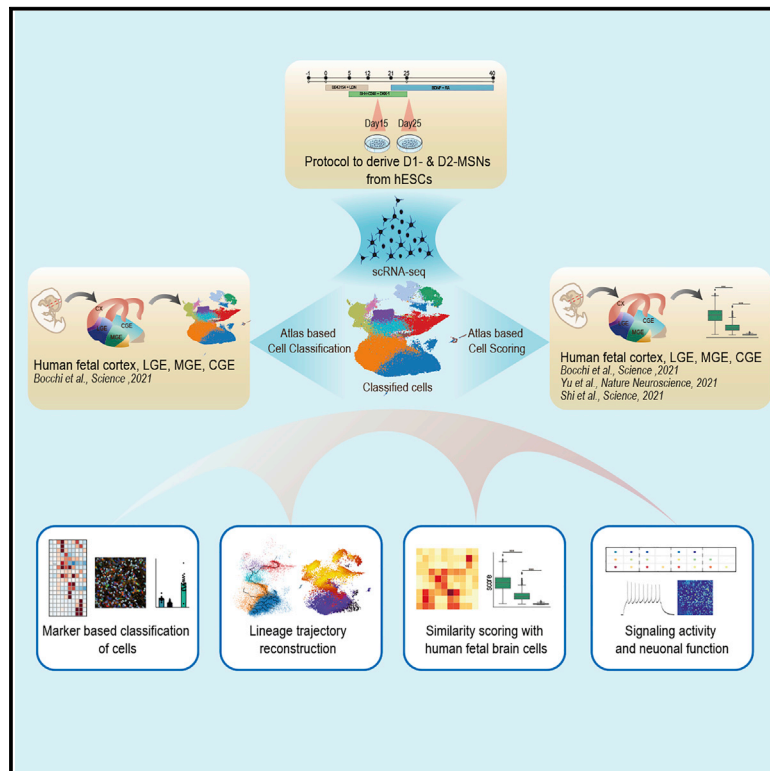 -1 0 5 12 21 25 40
Day15 Day25
Protocol to derive D1- & D2-MSNs
from hESCs
scRNA-seq
CX
LGE
CGE
MGE
Human fetal cortex, LGE, MGE, CGE
Bocchi et al., Science ,2021
Atlas based
Cell Classification
Classified cells
Atlas based
Cell Scoring
CX
LGE
CGE
MGE
Human fetal cortex, LGE, MGE, CGE
Bocchi et al., Science, 2021
Yu et al., Nature Neuroscience, 2021
Shi et al., Science, 2021
Marker based classification
of cells
Lineage trajectory
reconstruction
score
Similarity scoring with
human fetal brain cells
Signaling activity
and neuonal function